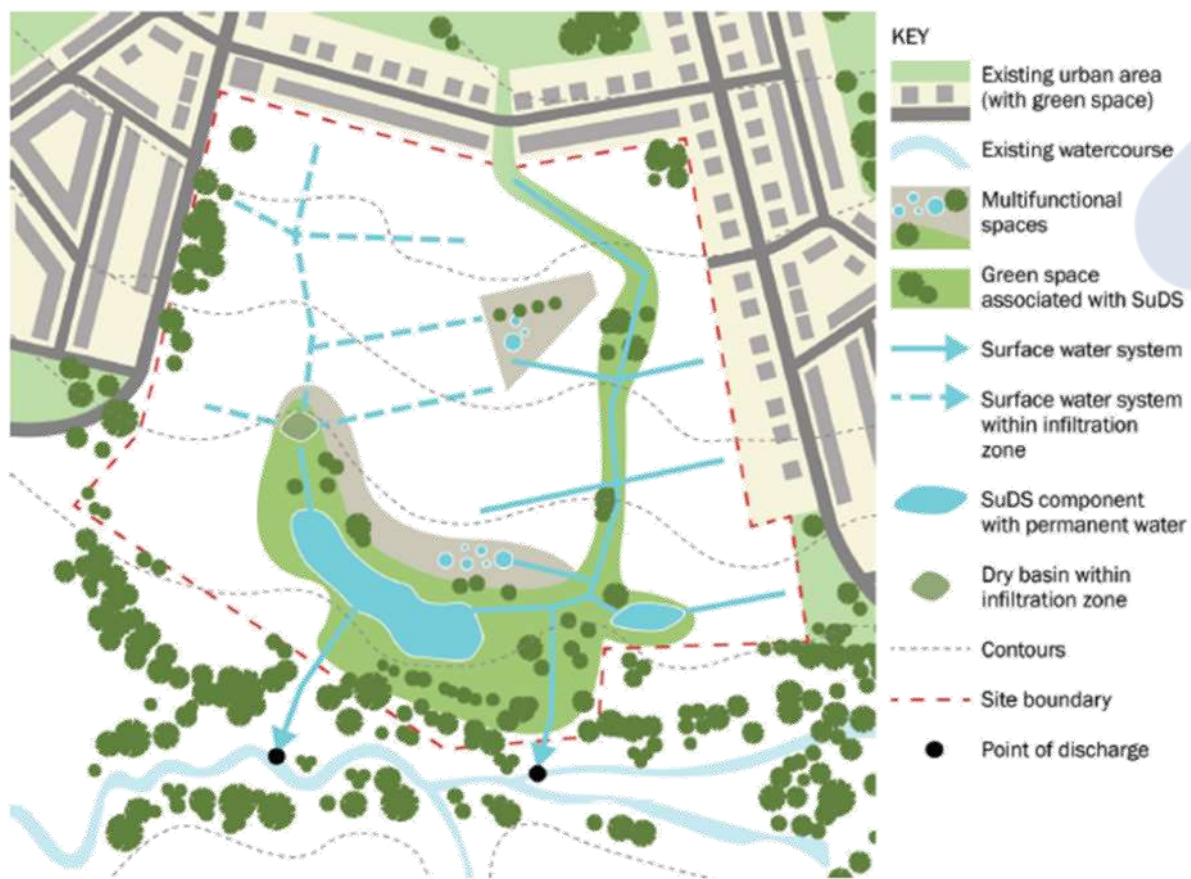 KEY
Existing urban area
(with green space)
Existing watercourse
Multifunctional
spaces
Green space
associated with SuDS
Surface water system
Surface water system
within infiltration
zone
SuDS component
with permanent water
Dry basin within
infiltration zone
Contours
Site boundary
Point of discharge